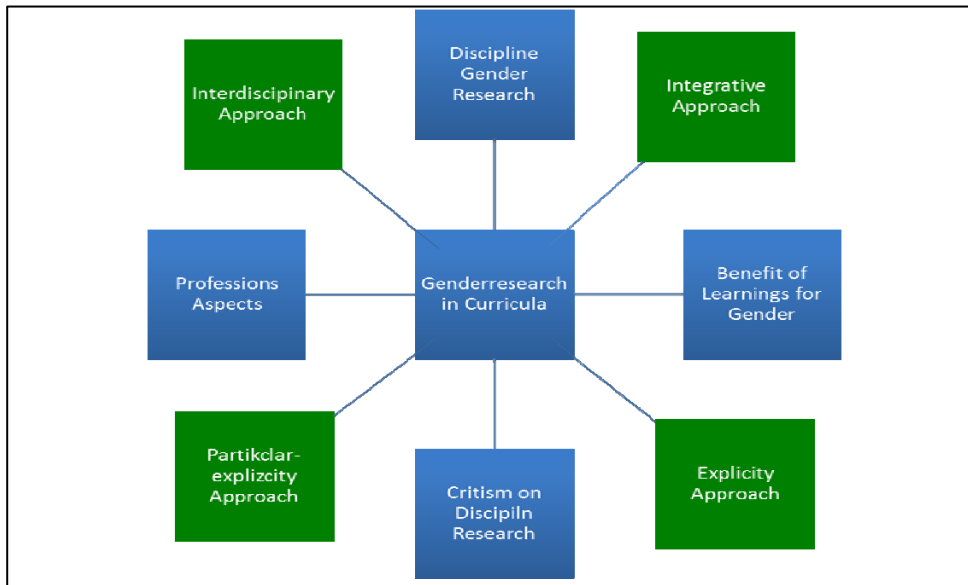 Discipline
Gender
Research
Interdiscipinary
Approach
Integrative
Approach
Professions
Aspects
Genderresearch
in Curricula
Benefit of
Learnings for
Gender
Partikclar-
explizcity
Approach
Critism on
Discipiln
Research
Explicity
Approach